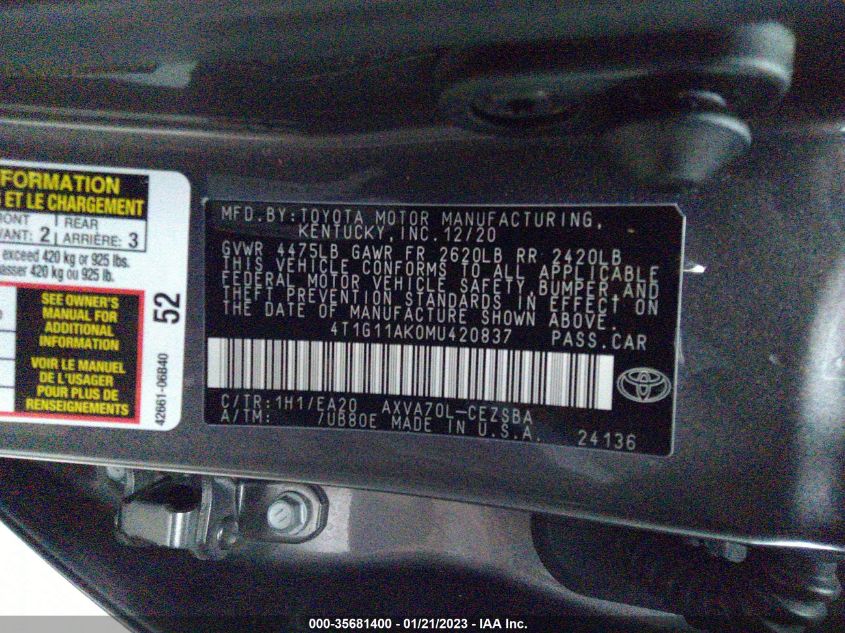 FORMATION
ET LE CHARGEMENT
RONT
ANT: 2
REAR
ARRIÈRE: 3
exceed 420 kg or 925 lbs.
asser 420 kg ou 925 lb.
SEE OWNER'S
MANUAL FOR
ADDITIONAL
INFORMATION
VOIR LE MANUEL
DE L'USAGER
POUR PLUS DE
RENSEIGNEMENTS
52
42661-06B40
MFD.BY:TOYOTA MOTOR MANUFACTURING,
KENTUCKY,INC.12/20
GVWR 4475LB GAWR FR 2620LB RR 2420LB
THIS VEHICLE CONFORMS TO ALL APPLICABLE
FEDERAL MOTOR VEHICLE SAFETY,BUMPER,AND
THEFT PREVENTION STANDARDS IN EFFECT ON
THE DATE OF MANUFACTURE SHOWN ABOVE.
4T1G11AK0MU420837 PASS.CAR
C/TR:1H1/EA20 AXVA70L-CEZSBA
A/TM: /UB80E MADE IN U.S.A. 24136
000-35681400 - 01/21/2023 - IAA Inc.